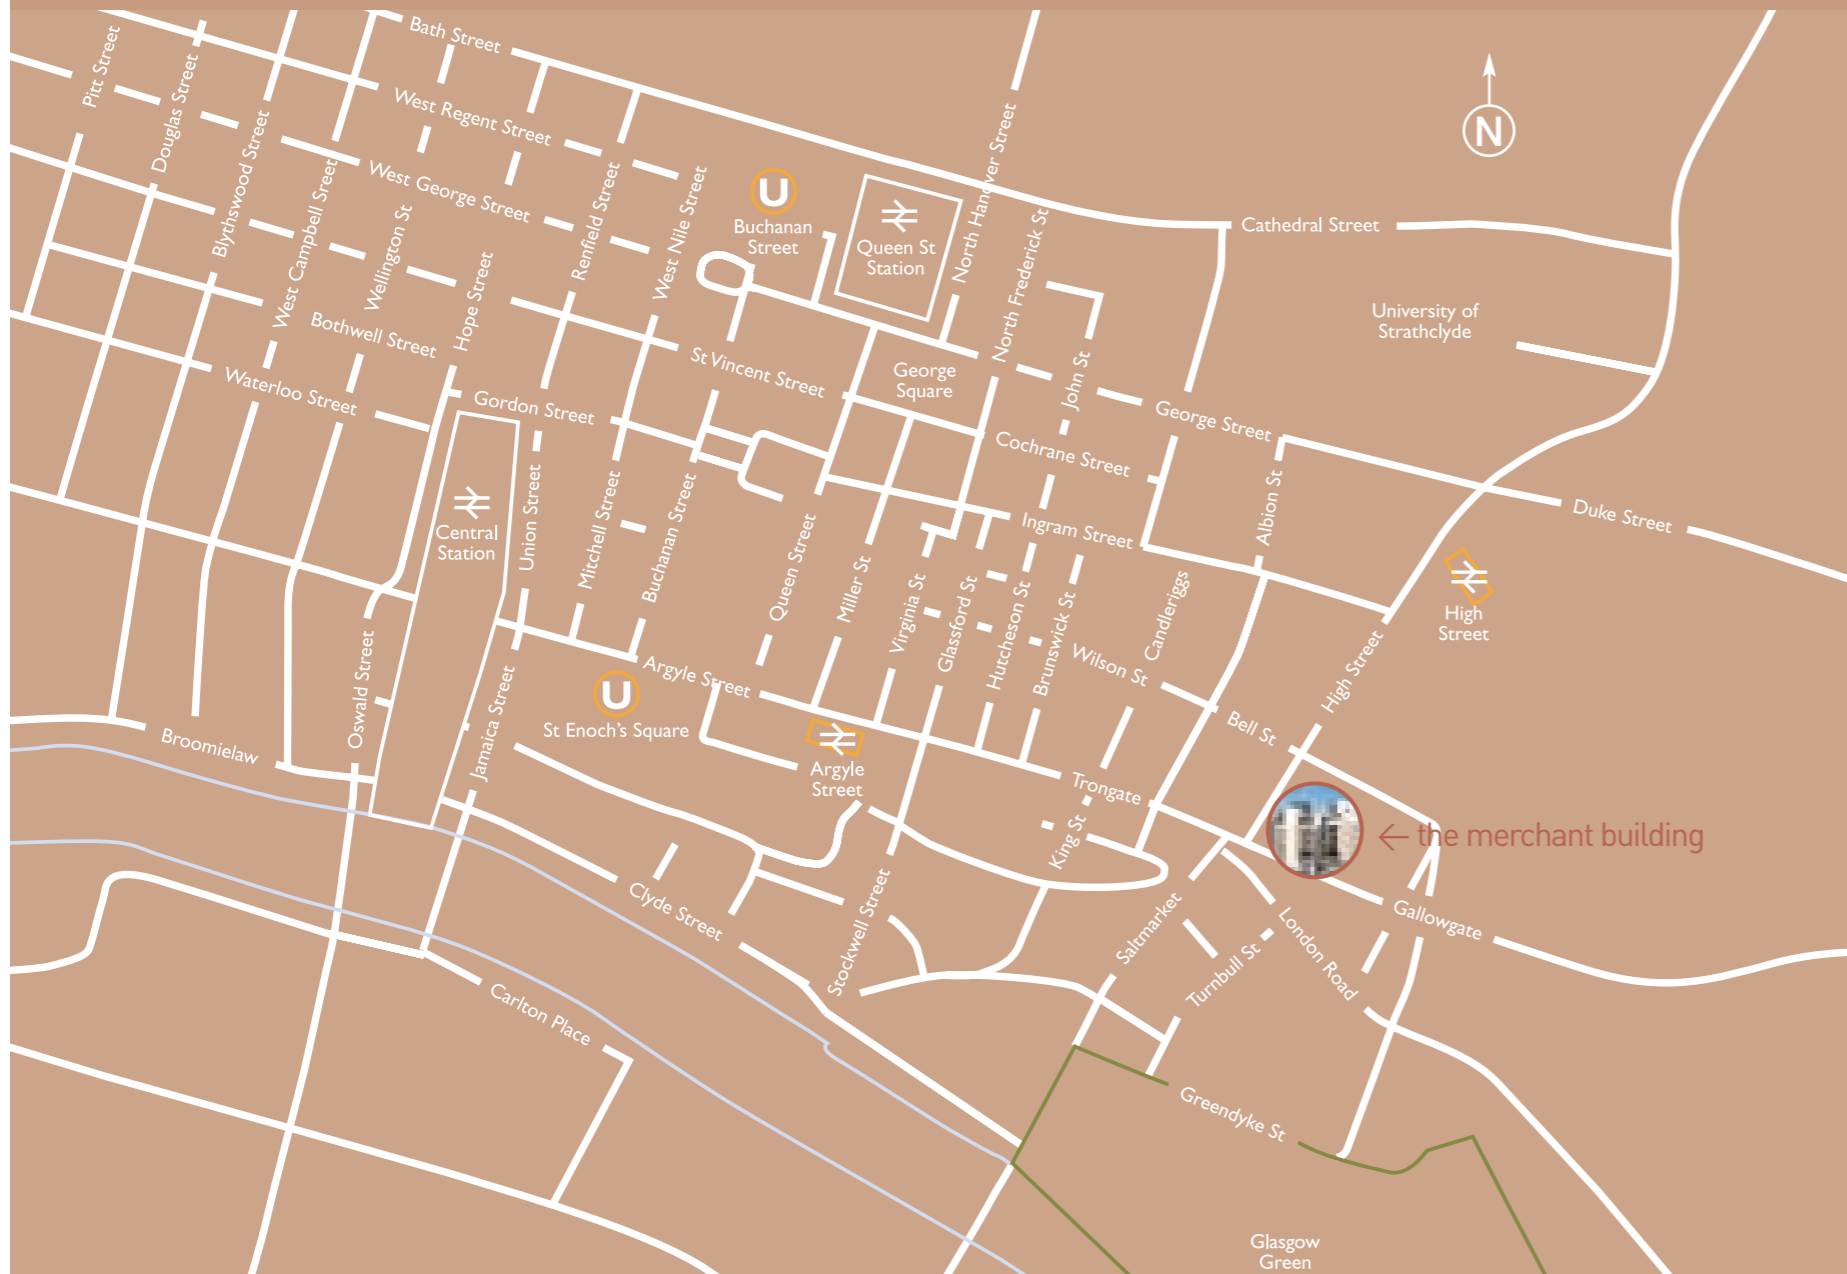 Bath Street
Pitt Street
Douglas Street
Blythswood Street
West Campbell Street
Wellington St
Hope Street
West Regent Street
West George Street
Renfield Street
West Nile Street
U
Buchanan
Street
Queen St
Station
North Hanover Street
North Frederick St
N
Cathedral Street
University of
Strathclyde
Bothwell Street
Waterloo Street
Gordon Street
St Vincent Street
George
Square
John St
George Street
Cochrane Street
Ingram Street
Albion St
Duke Street
Central
Station
Union Street
Mitchell Street
Buchanan Street
Queen Street
Miller St
Virginia St
Glassford St
Hutcheson St
Brunswick St
Candleriggs
Wilson St
High Street
High
Street
Bell St
Argyle Street
U
St Enoch's Square
Argyle
Street
Trongate
King St
Oswald Street
Jamaica Street
Broomielaw
← the merchant building
Clyde Street
Stockwell Street
Saltmarket
Turnbull St
London Road
Gallowgate
Carlton Place
Greendyke St
Glasgow
Green